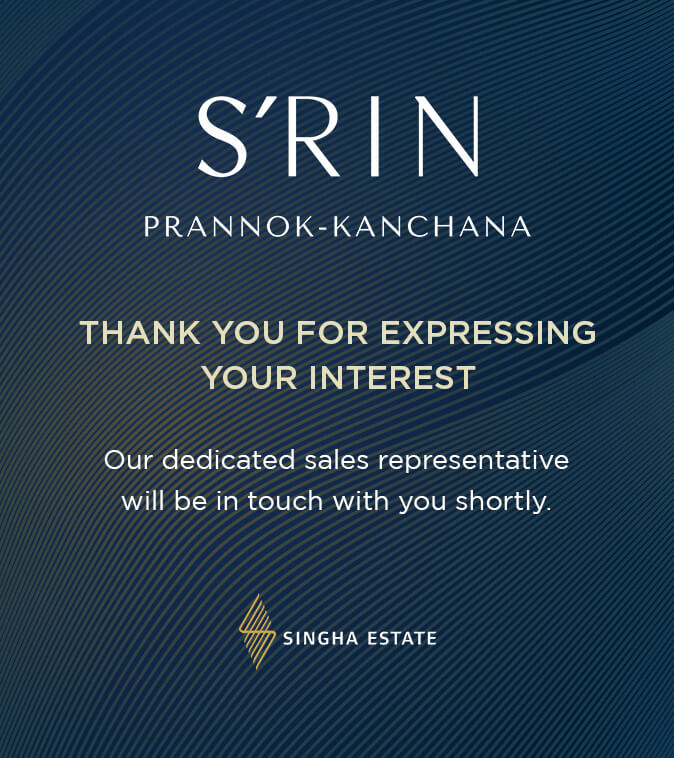 S'RIN
PRANNOK-KANCHANA
THANK YOU FOR EXPRESSING
YOUR INTEREST
Our dedicated sales representative
will be in touch with you shortly.
SINGHA ESTATE